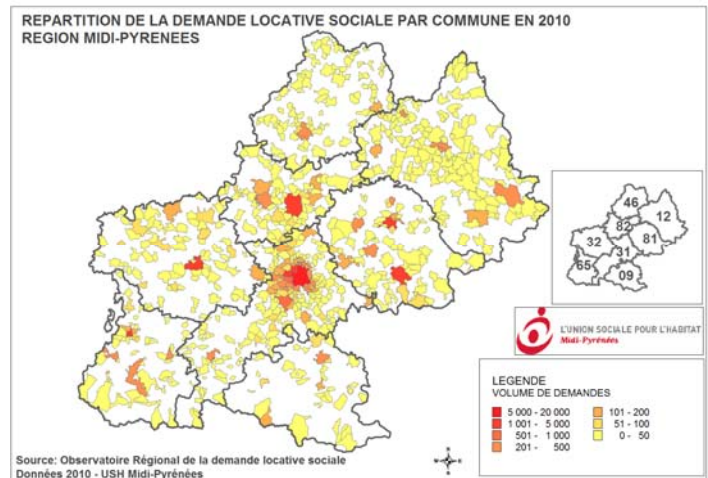 REPARTITION DE LA DEMANDE LOCATIVE SOCIALE PAR COMMUNE EN 2010
REGION MIDI-PYRENEES
46
12
82
32
81
31
65
09
L'UNION SOCIALE POUR L'HABITAT
Midi-Pyrénées
LEGENDE
VOLUME DE DEMANDES
5 000 - 20 000
1 001 - 5 000
501 - 1 000
201 - 500
101 - 200
51 - 100
0 - 50
N
Source: Observatoire Régional de la demande locative sociale
Données 2010 - USH Midi-Pyrénées